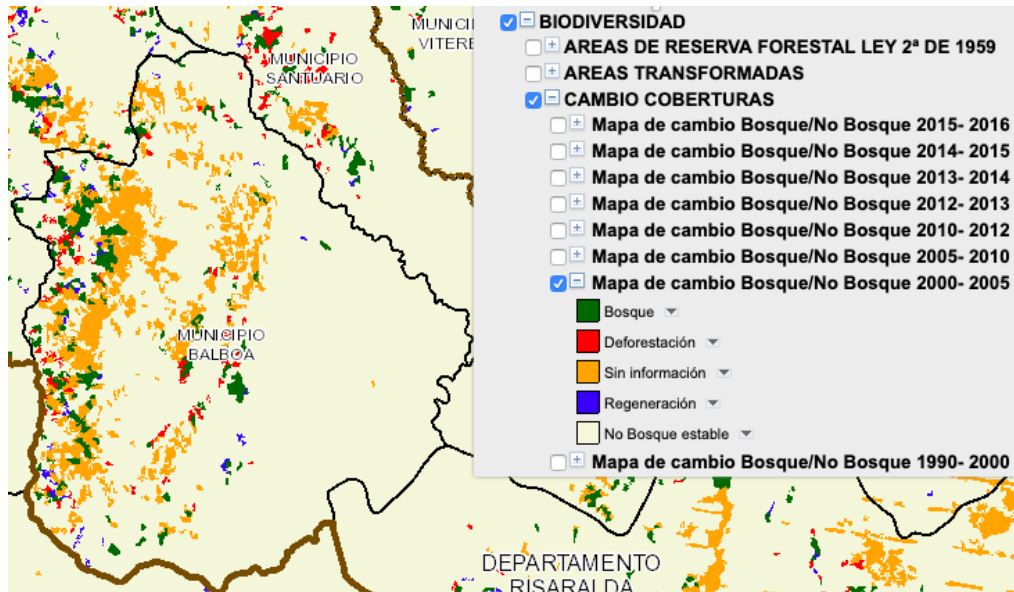 MUNICI
VITERE
MUNICIPIO
SANTUARIO
MUNICIPIO
BALBOA
DEPARTAMENTO
RISARALDA
BIODIVERSIDAD
AREAS DE RESERVA FORESTAL LEY 2ª DE 1959
AREAS TRANSFORMADAS
CAMBIO COBERTURAS
Mapa de cambio Bosque/No Bosque 2015- 2016
Mapa de cambio Bosque/No Bosque 2014- 2015
Mapa de cambio Bosque/No Bosque 2013- 2014
Mapa de cambio Bosque/No Bosque 2012- 2013
Mapa de cambio Bosque/No Bosque 2010- 2012
Mapa de cambio Bosque/No Bosque 2005- 2010
Mapa de cambio Bosque/No Bosque 2000- 2005
Bosque
Deforestación
Sin información
Regeneración
No Bosque estable
Mapa de cambio Bosque/No Bosque 1990- 2000